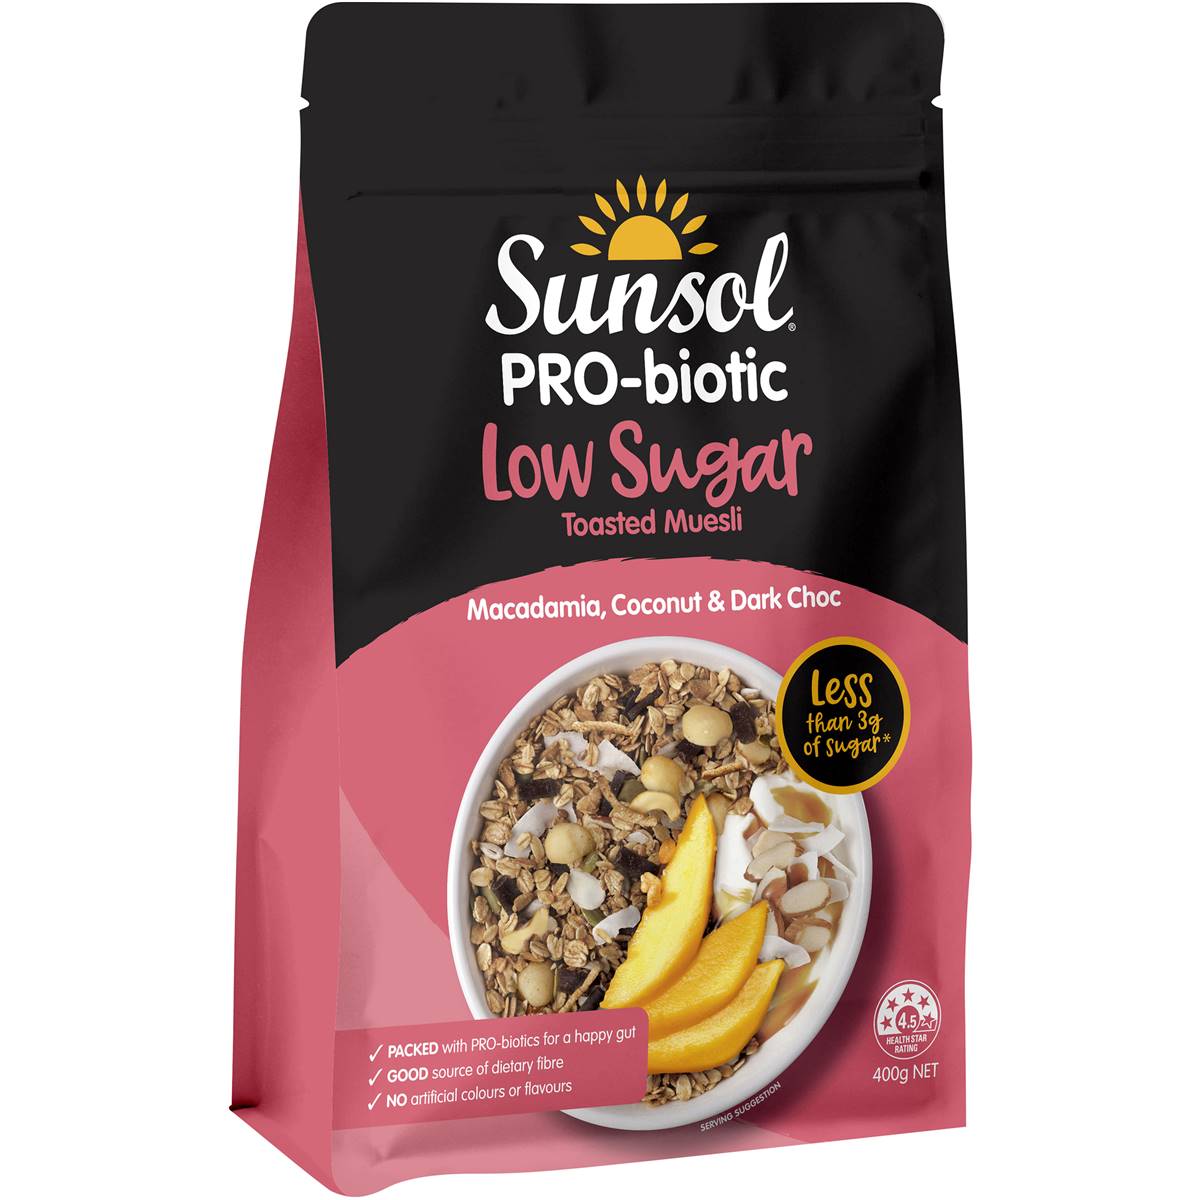 Sunsol®
PRO-biotic
Low Sugar
Toasted Muesli
Macadamia, Coconut & Dark Choc
Less
than 3g
of sugar*
✓ PACKED with PRO-biotics for a happy gut
✓ GOOD source of dietary fibre
✓ NO artificial colours or flavours
4.5
HEALTH STAR
RATING
400g NET
SERVING SUGGESTION